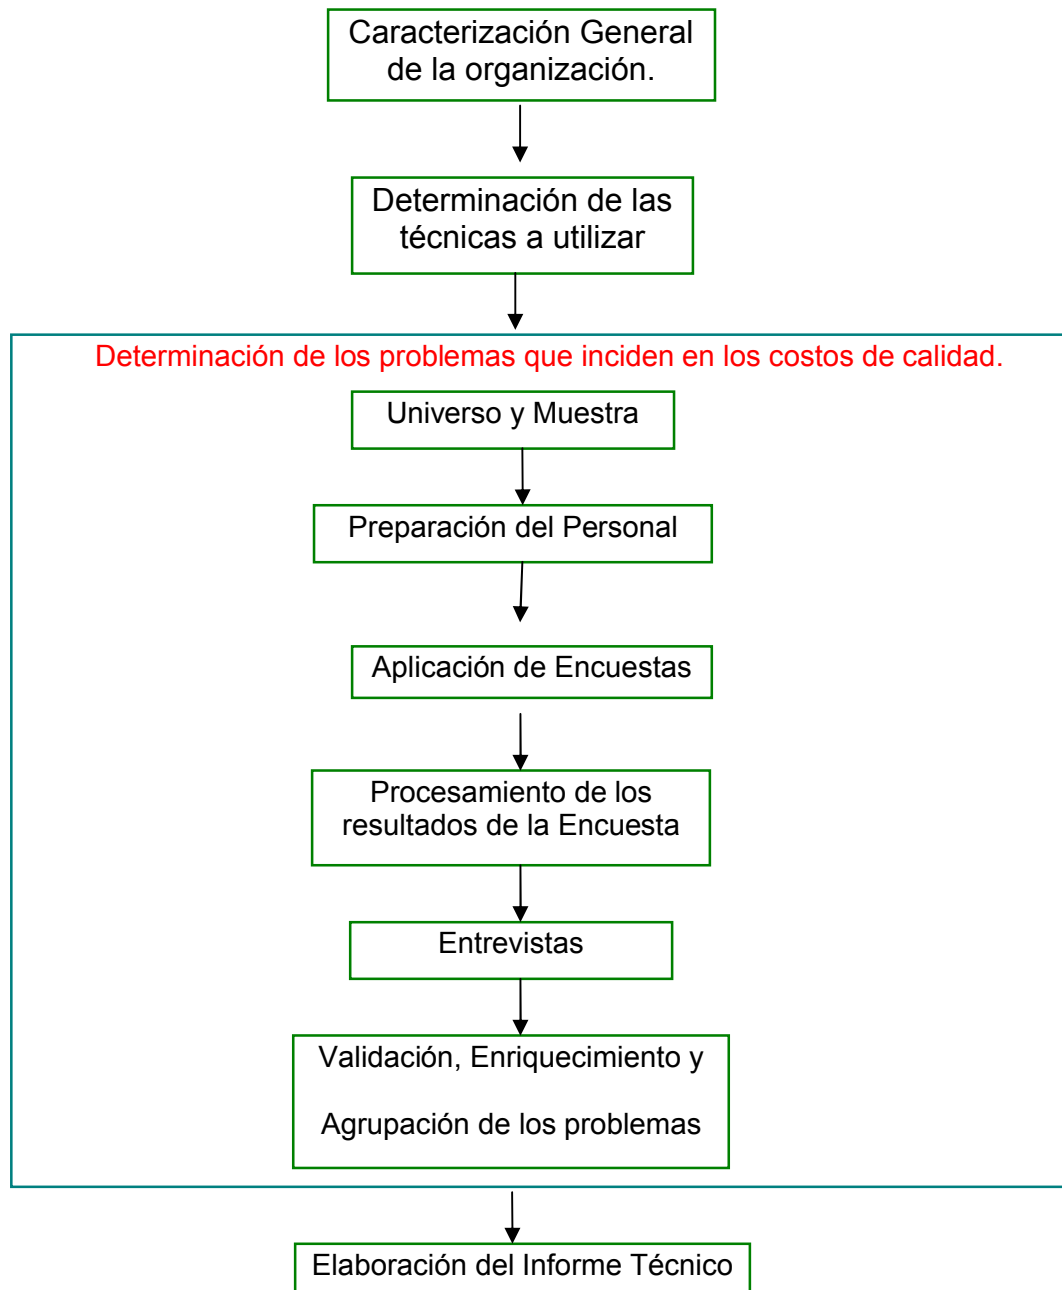 Caracterización General
de la organización.
Determinación de las
técnicas a utilizar
Determinación de los problemas que inciden en los costos de calidad.
Universo y Muestra
Preparación del Personal
Aplicación de Encuestas
Procesamiento de los
resultados de la Encuesta
Entrevistas
Validación, Enriquecimiento y
Agrupación de los problemas
Elaboración del Informe Técnico